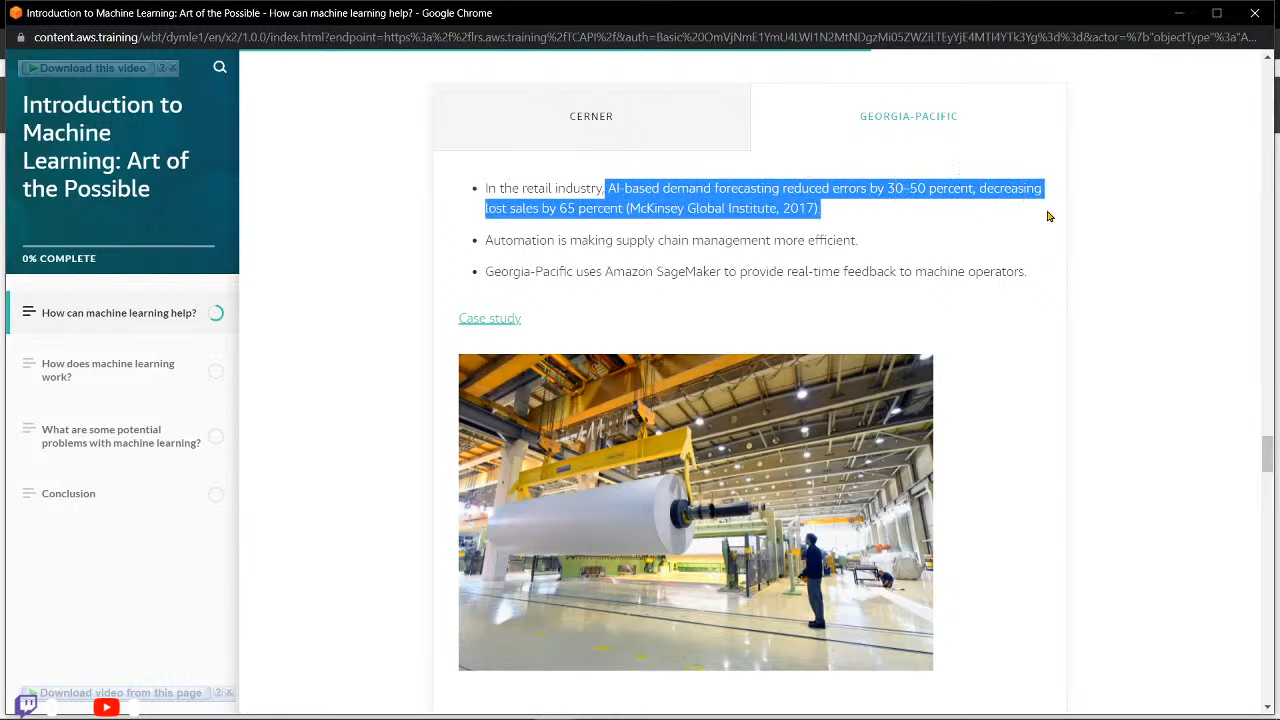 Introduction to Machine Learning: Art of the Possible - How can machine learning help? - Google Chrome
content.aws.training/wbt/dymle1/en/x2/1.0.0/index.html?endpoint=https%3a%2f%2flrs.aws.training%2fTCAPI%2f&auth=Basic%20OmVjNmE1YmU4LWI1N2MtNDgzMi05ZWZiLTEyYjE4MTI4YTk3Yg%3d%3d&actor=%7b"objectType"%3a"A...
Download this video ? X
Introduction to
Machine
Learning: Art of
the Possible
0% COMPLETE
How can machine learning help?
How does machine learning
work?
What are some potential
problems with machine learning?
Conclusion
Download video from this page ? X
CERNER
GEORGIA-PACIFIC
• In the retail industry, AI-based demand forecasting reduced errors by 30–50 percent, decreasing
lost sales by 65 percent (McKinsey Global Institute, 2017).
• Automation is making supply chain management more efficient.
• Georgia-Pacific uses Amazon SageMaker to provide real-time feedback to machine operators.
Case study